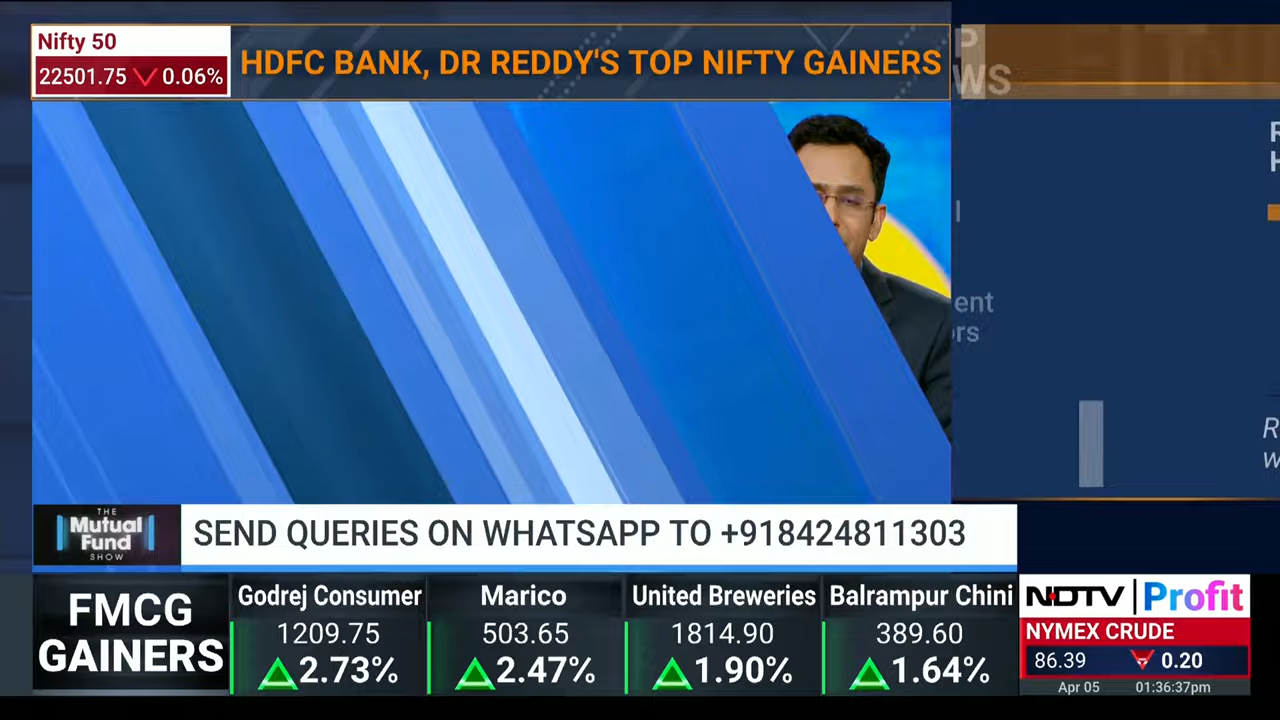 Nifty 50
22501.75 0.06%
HDFC BANK, DR REDDY'S TOP NIFTY GAINERS
THE
Mutual
Fund
SHOW
SEND QUERIES ON WHATSAPP TO +918424811303
FMCG
GAINERS
Godrej Consumer
1209.75
2.73%
Marico
503.65
2.47%
United Breweries
1814.90
1.90%
Balrampur Chini
389.60
1.64%
NDTV Profit
NYMEX CRUDE
86.39 0.20
Apr 05 01:36:37pm